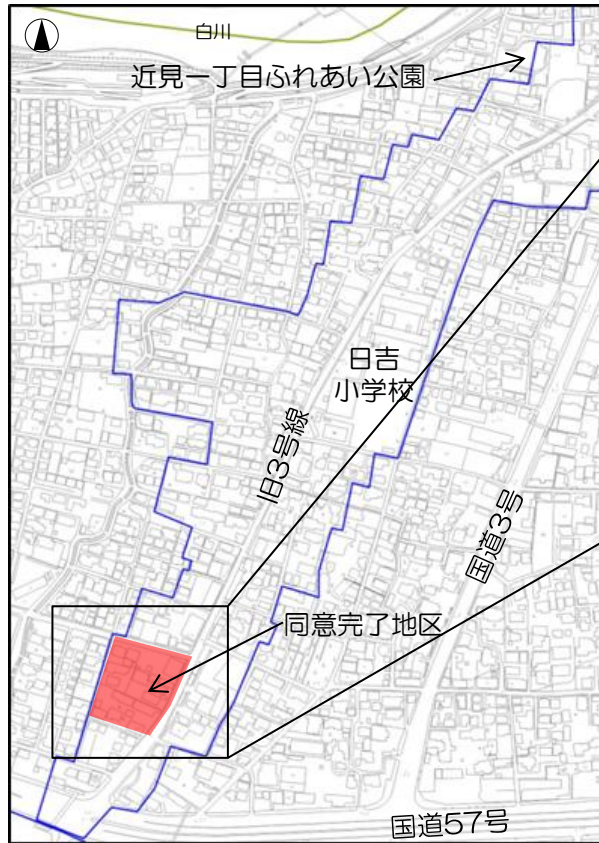 白川
近見一丁目ふれあい公園
日吉
小学校
旧3号線
国道3号
同意完了地区
国道57号